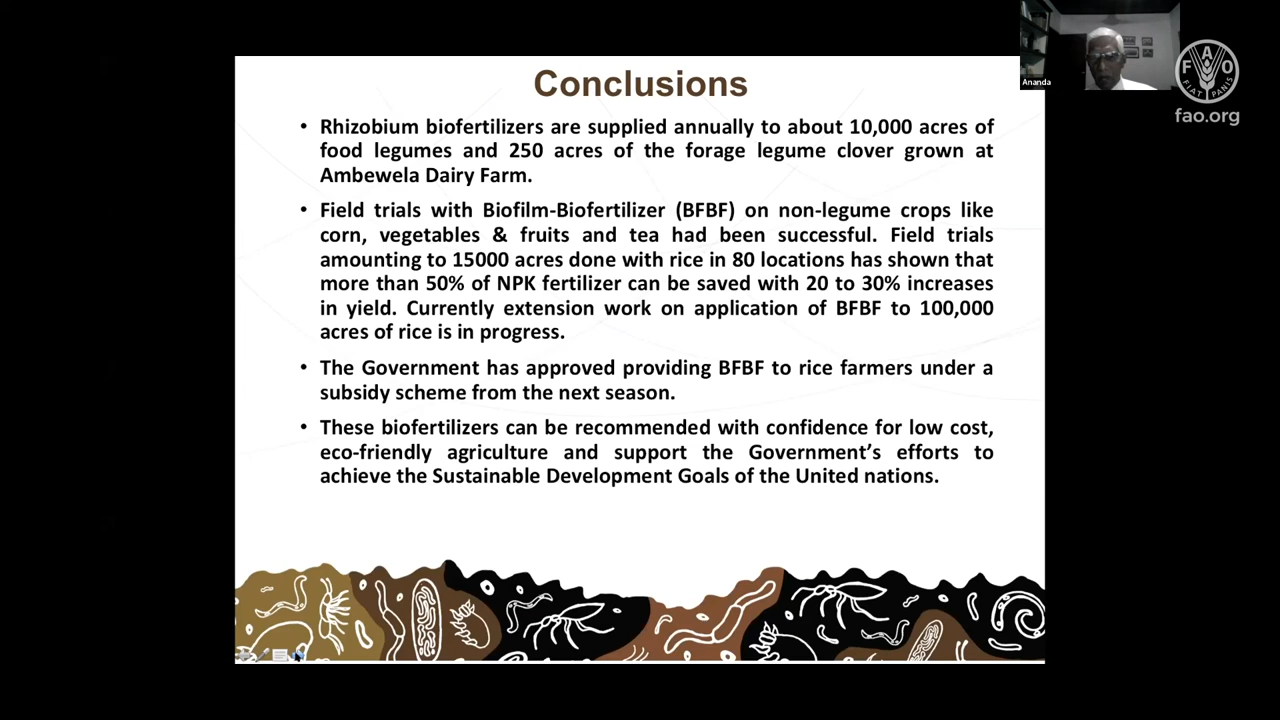 Conclusions
• Rhizobium biofertilizers are supplied annually to about 10,000 acres of
food legumes and 250 acres of the forage legume clover grown at
Ambewela Dairy Farm.
• Field trials with Biofilm-Biofertilizer (BFBF) on non-legume crops like
corn, vegetables & fruits and tea had been successful. Field trials
amounting to 15000 acres done with rice in 80 locations has shown that
more than 50% of NPK fertilizer can be saved with 20 to 30% increases
in yield. Currently extension work on application of BFBF to 100,000
acres of rice is in progress.
• The Government has approved providing BFBF to rice farmers under a
subsidy scheme from the next season.
• These biofertilizers can be recommended with confidence for low cost,
eco-friendly agriculture and support the Government’s efforts to
achieve the Sustainable Development Goals of the United nations.
Ananda
F A O
FIAT PANIS
fao.org